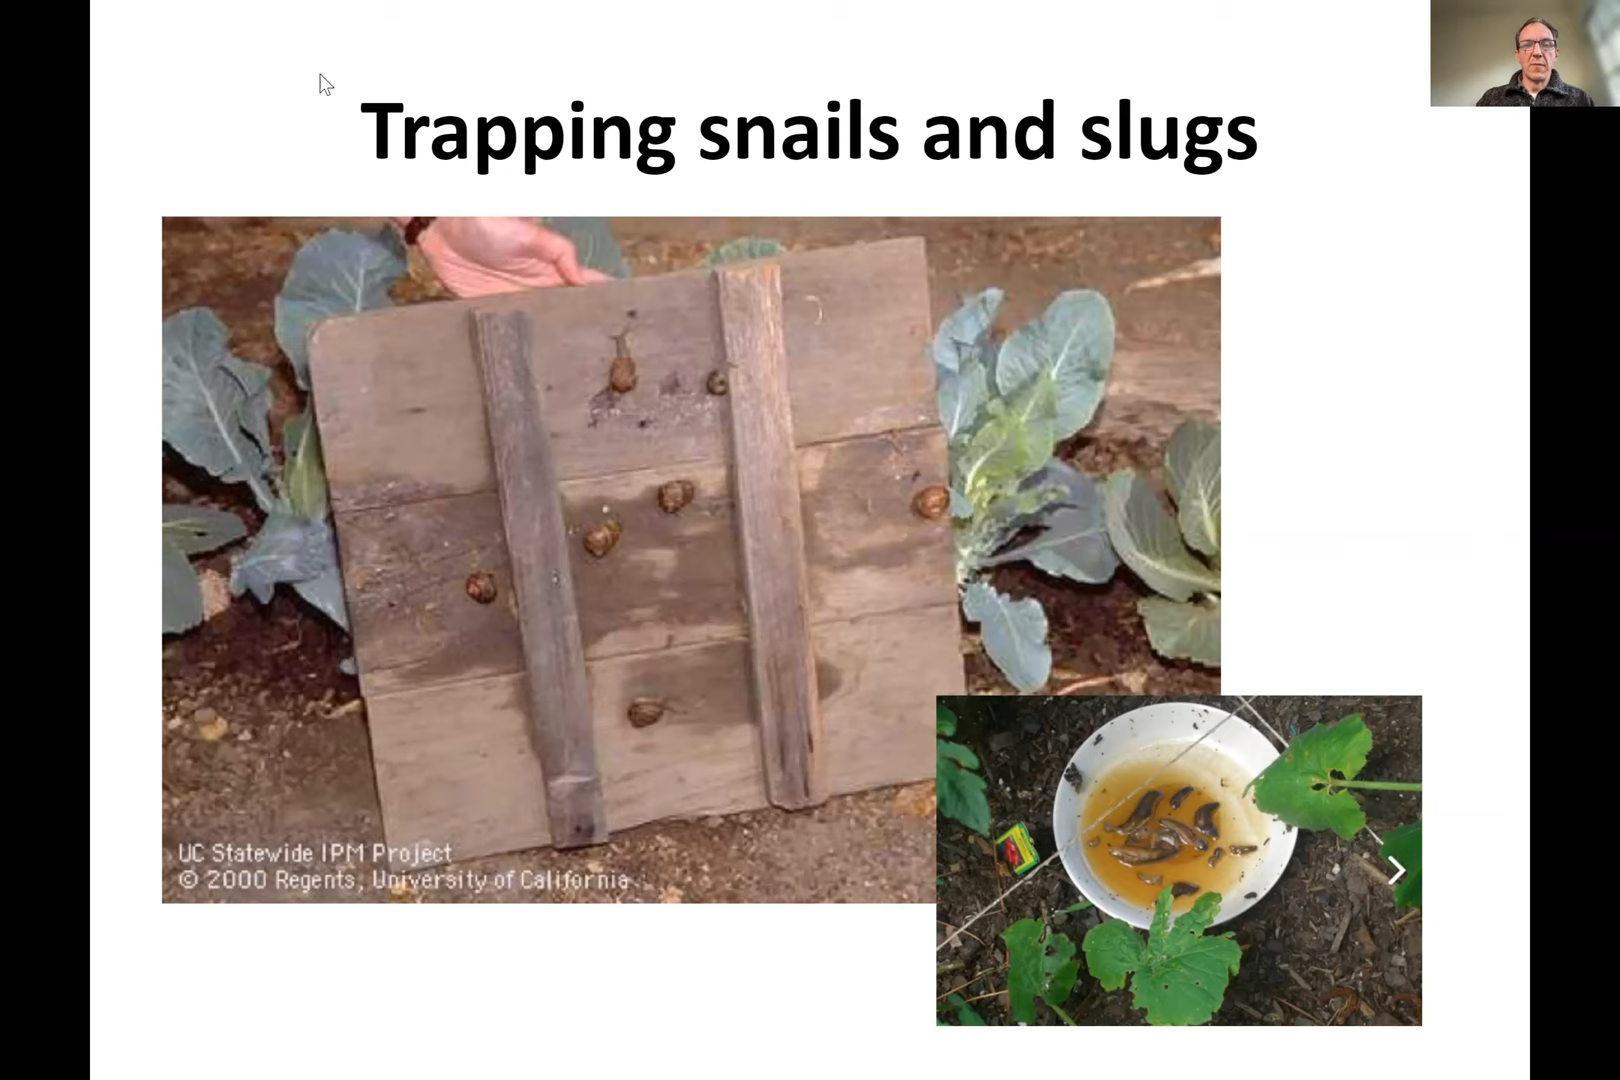 Trapping snails and slugs
UC Statewide IPM Project
© 2000 Regents, University of California